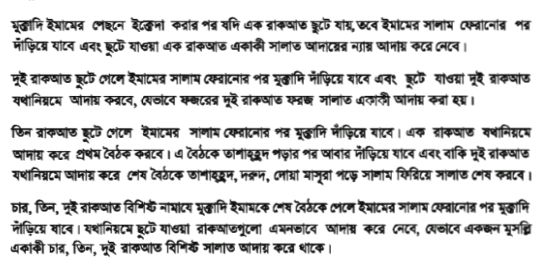 মুক্তাদি ইমামের পেছনে ইক্তেদা করার পর যদি এক রাকআত ছুটে যায়, তবে ইমামের সালাম ফেরানোর পর
দাঁড়িয়ে যাবে এবং ছুটে যাওয়া এক রাকআত একাকী সালাত আদায়ের ন্যায় আদায় করে নেবে।
দুই রাকআত ছুটে গেলে ইমামের সালাম ফেরানোর পর মুক্তাদি দাঁড়িয়ে যাবে এবং ছুটে যাওয়া দুই রাকআত
যথানিয়মে আদায় করবে, যেভাবে ফজরের দুই রাকআত ফরজ সালাত একাকী আদায় করা হয়।
তিন রাকআত ছুটে গেলে ইমামের সালাম ফেরানোর পর মুক্তাদি দাঁড়িয়ে যাবে। এক রাকআত যথানিয়মে
আদায় করে প্রথম বৈঠক করবে। এ বৈঠকে তাশাহ্হুদ পড়ার পর আবার দাঁড়িয়ে যাবে এবং বাকি দুই রাকআত
যথানিয়মে আদায় করে শেষ বৈঠকে তাশাহ্হুদ, দরুদ, দোয়া মাসুরা পড়ে সালাম ফিরিয়ে সালাত শেষ করবে।
চার, তিন, দুই রাকআত বিশিষ্ট নামাযে মুক্তাদি ইমামকে শেষ বৈঠকে পেলে ইমামের সালাম ফেরানোর পর মুক্তাদি
দাঁড়িয়ে যাবে। যথানিয়মে ছুটে যাওয়া রাকআতগুলো এমনভাবে আদায় করে নেবে, যেভাবে একজন মুসল্লি
একাকী চার, তিন, দুই রাকআত বিশিষ্ট সালাত আদায় করে থাকে।